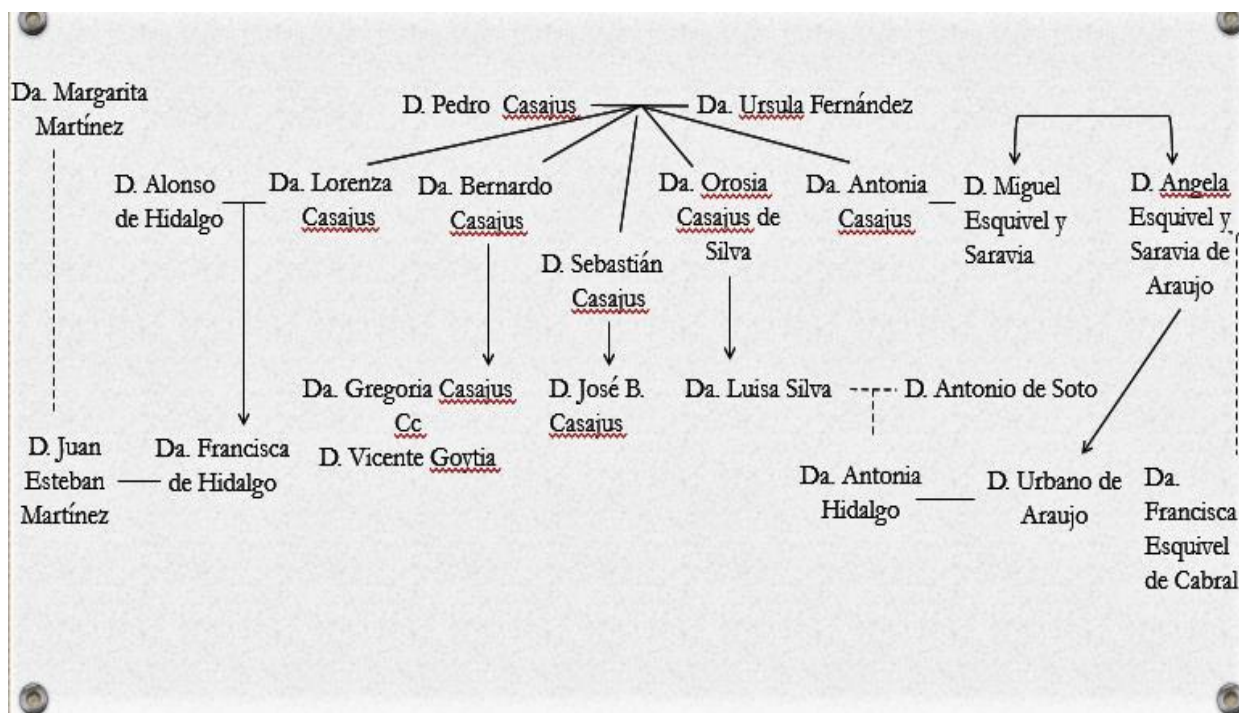 Da. Margarita
Martínez
D. Pedro Casajus
Da. Ursula Fernández
D. Alonso
de Hidalgo
Da. Lorenza
Casajus
Da. Bernardo
Casajus
D. Sebastián
Casajus
Da. Orosia
Casajus de
Silva
Da. Antonia
Casajus
D. Miguel
Esquivel y
Saravia
D. Angela
Esquivel y
Saravia de
Araujo
Da. Gregoria Casajus
Cc
D. Vicente Goytia
D. José B.
Casajus
Da. Luisa Silva
D. Antonio de Soto
D. Juan
Esteban
Martínez
Da. Francisca
de Hidalgo
Da. Antonia
Hidalgo
D. Urbano de
Araujo
Da.
Francisca
Esquivel
de Cabral